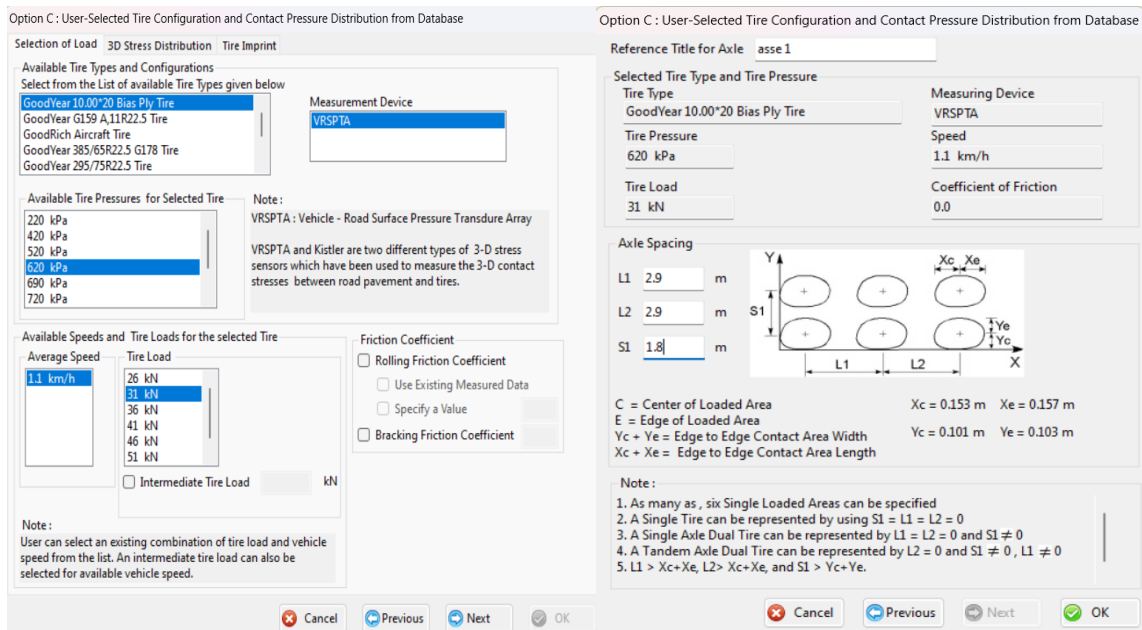 Option C : User-Selected Tire Configuration and Contact Pressure Distribution from Database
Selection of Load
3D Stress Distribution
Tire Imprint
Available Tire Types and Configurations
Select from the List of available Tire Types given below
GoodYear 10.00*20 Bias Ply Tire
GoodYear G159 A,11R22.5 Tire
GoodRich Aircraft Tire
GoodYear 385/65R22.5 G178 Tire
GoodYear 295/75R22.5 Tire
Measurement Device
VRSPTA
Available Tire Pressures for Selected Tire
220 kPa
420 kPa
520 kPa
620 kPa
690 kPa
720 kPa
Note :
VRSPTA : Vehicle - Road Surface Pressure Transdure Array
VRSPTA and Kistler are two different types of 3-D stress
sensors which have been used to measure the 3-D contact
stresses between road pavement and tires.
Available Speeds and Tire Loads for the selected Tire
Average Speed
1.1 km/h
Tire Load
26 kN
31 kN
36 kN
41 kN
46 kN
51 kN
Intermediate Tire Load
kN
Friction Coefficient
Rolling Friction Coefficient
Use Existing Measured Data
Specify a Value
Bracking Friction Coefficient
Note :
User can select an existing combination of tire load and vehicle
speed from the list. An intermediate tire load can also be
selected for available vehicle speed.
Cancel
Previous
Next
OK
Option C : User-Selected Tire Configuration and Contact Pressure Distribution from Database
Reference Title for Axle asse 1
Selected Tire Type and Tire Pressure
Tire Type
GoodYear 10.00*20 Bias Ply Tire
Measuring Device
VRSPTA
Tire Pressure
620 kPa
Speed
1.1 km/h
Tire Load
31 kN
Coefficient of Friction
0.0
Axle Spacing
L1 2.9 m
L2 2.9 m
S1 1.8 m
Y
Xc Xe
S1
Ye
Yc
L1
L2
X
C = Center of Loaded Area
E = Edge of Loaded Area
Yc + Ye = Edge to Edge Contact Area Width
Xc + Xe = Edge to Edge Contact Area Length
Xc = 0.153 m Xe = 0.157 m
Yc = 0.101 m Ye = 0.103 m
Note :
1. As many as , six Single Loaded Areas can be specified
2. A Single Tire can be represented by using S1 = L1 = L2 = 0
3. A Single Axle Dual Tire can be represented by L1 = L2 = 0 and S1 ≠ 0
4. A Tandem Axle Dual Tire can be represented by L2 = 0 and S1 ≠ 0 , L1 ≠ 0
5. L1 > Xc+Xe, L2> Xc+Xe, and S1 > Yc+Ye.
Cancel
Previous
Next
OK